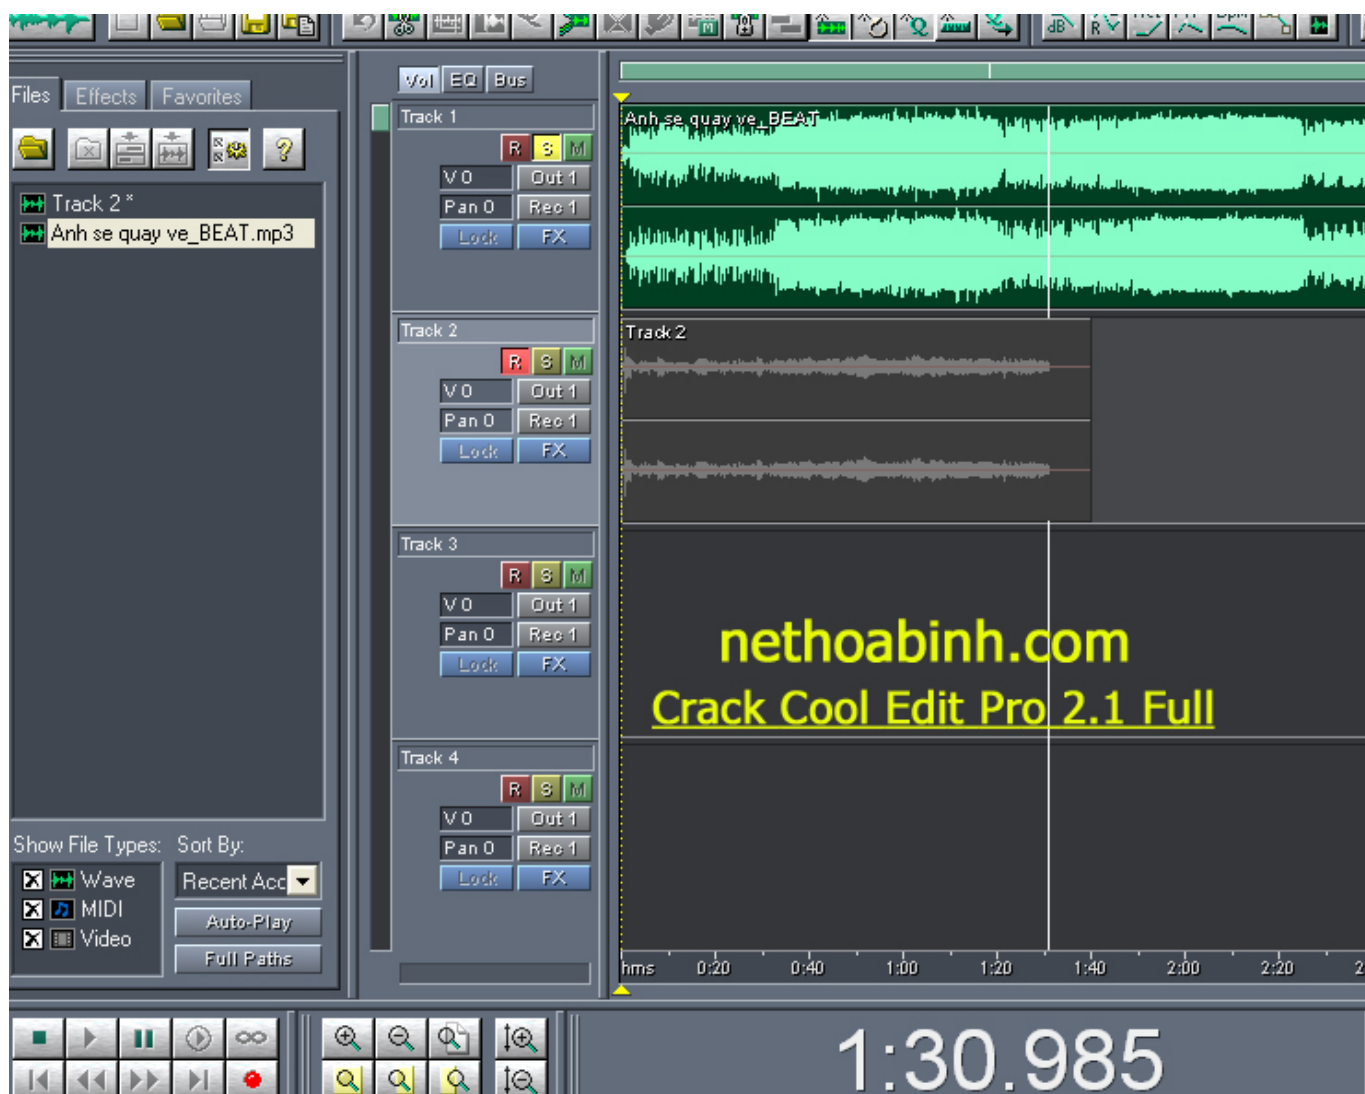 dB R
Vol EQ Bus
Files Effects Favorites
Track 2 *
Anh se quay ve_BEAT.mp3
Show File Types: Sort By:
Wave
MIDI
Video
Recent Acc
Auto-Play
Full Paths
Track 1
R S M
V 0 Out 1
Pan 0 Rec 1
Lock FX
Track 2
R S M
V 0 Out 1
Pan 0 Rec 1
Lock FX
Track 3
R S M
V 0 Out 1
Pan 0 Rec 1
Lock FX
Track 4
R S M
V 0 Out 1
Pan 0 Rec 1
Lock FX
Anh se quay ve_BEAT
Track 2
nethoabinh.com
Crack Cool Edit Pro 2.1 Full
hms 0:20 0:40 1:00 1:20 1:40 2:00 2:20 2
1:30.985